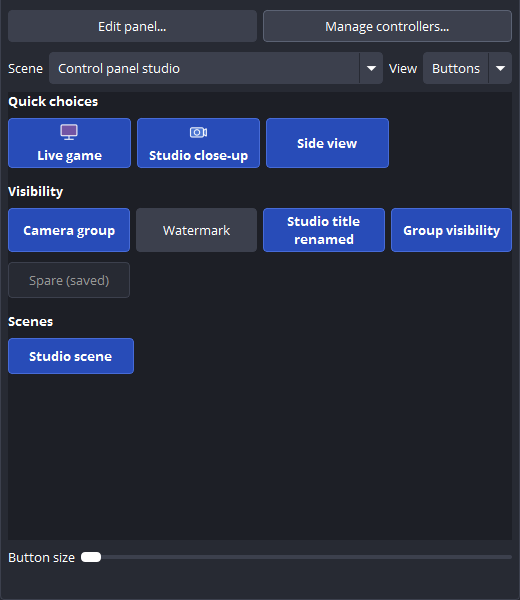 Edit panel...
Manage controllers...
Scene
Control panel studio
View
Buttons
Quick choices
Live game
Studio close-up
Side view
Visibility
Camera group
Watermark
Studio title
renamed
Group visibility
Spare (saved)
Scenes
Studio scene
Button size